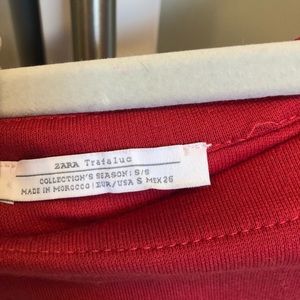 ZARA Trafaluc
COLLECTION'S SEASON: S/S
MADE IN MOROCCO | EUR/USA S MEX 26